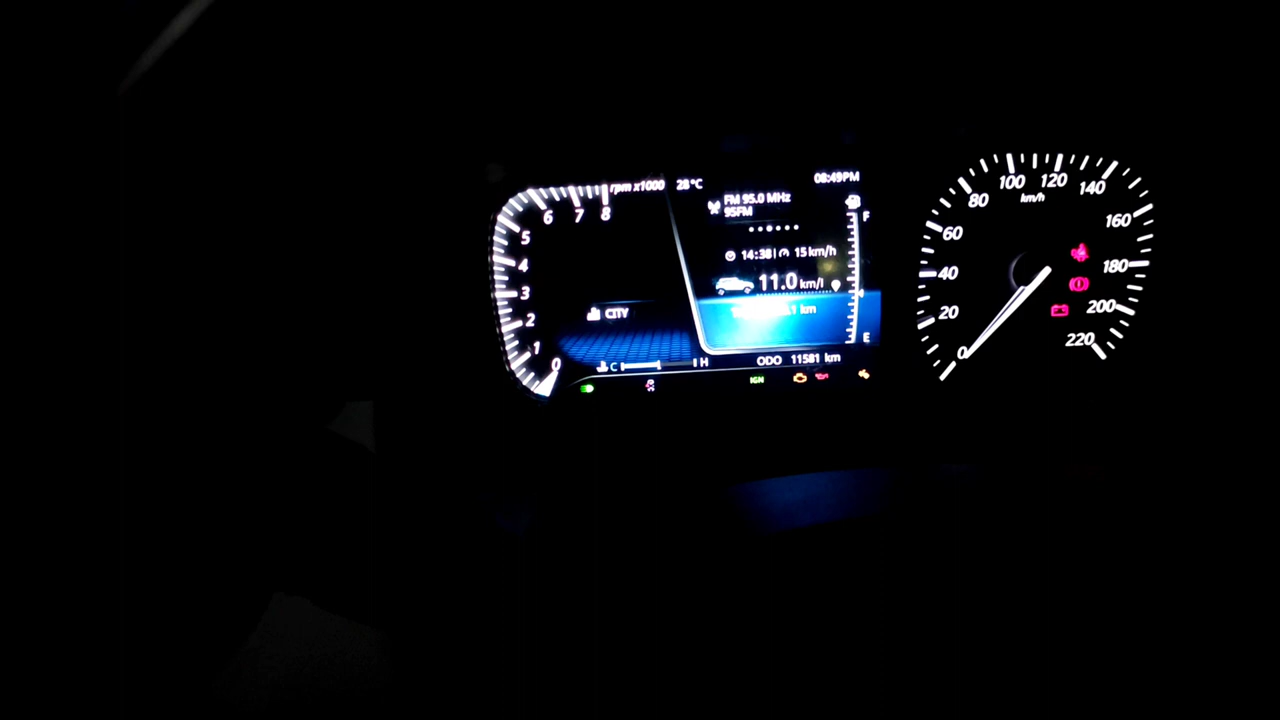 rpm x1000
28°C
08:49PM
FM 95.0 MHz
95FM
F
14:38
15 km/h
11.0 km/l
km
E
CITY
8
7
6
5
4
3
2
1
0
C
H
ODO 11581 km
IGN
0
20
40
60
80
100
120
140
160
180
200
220
km/h